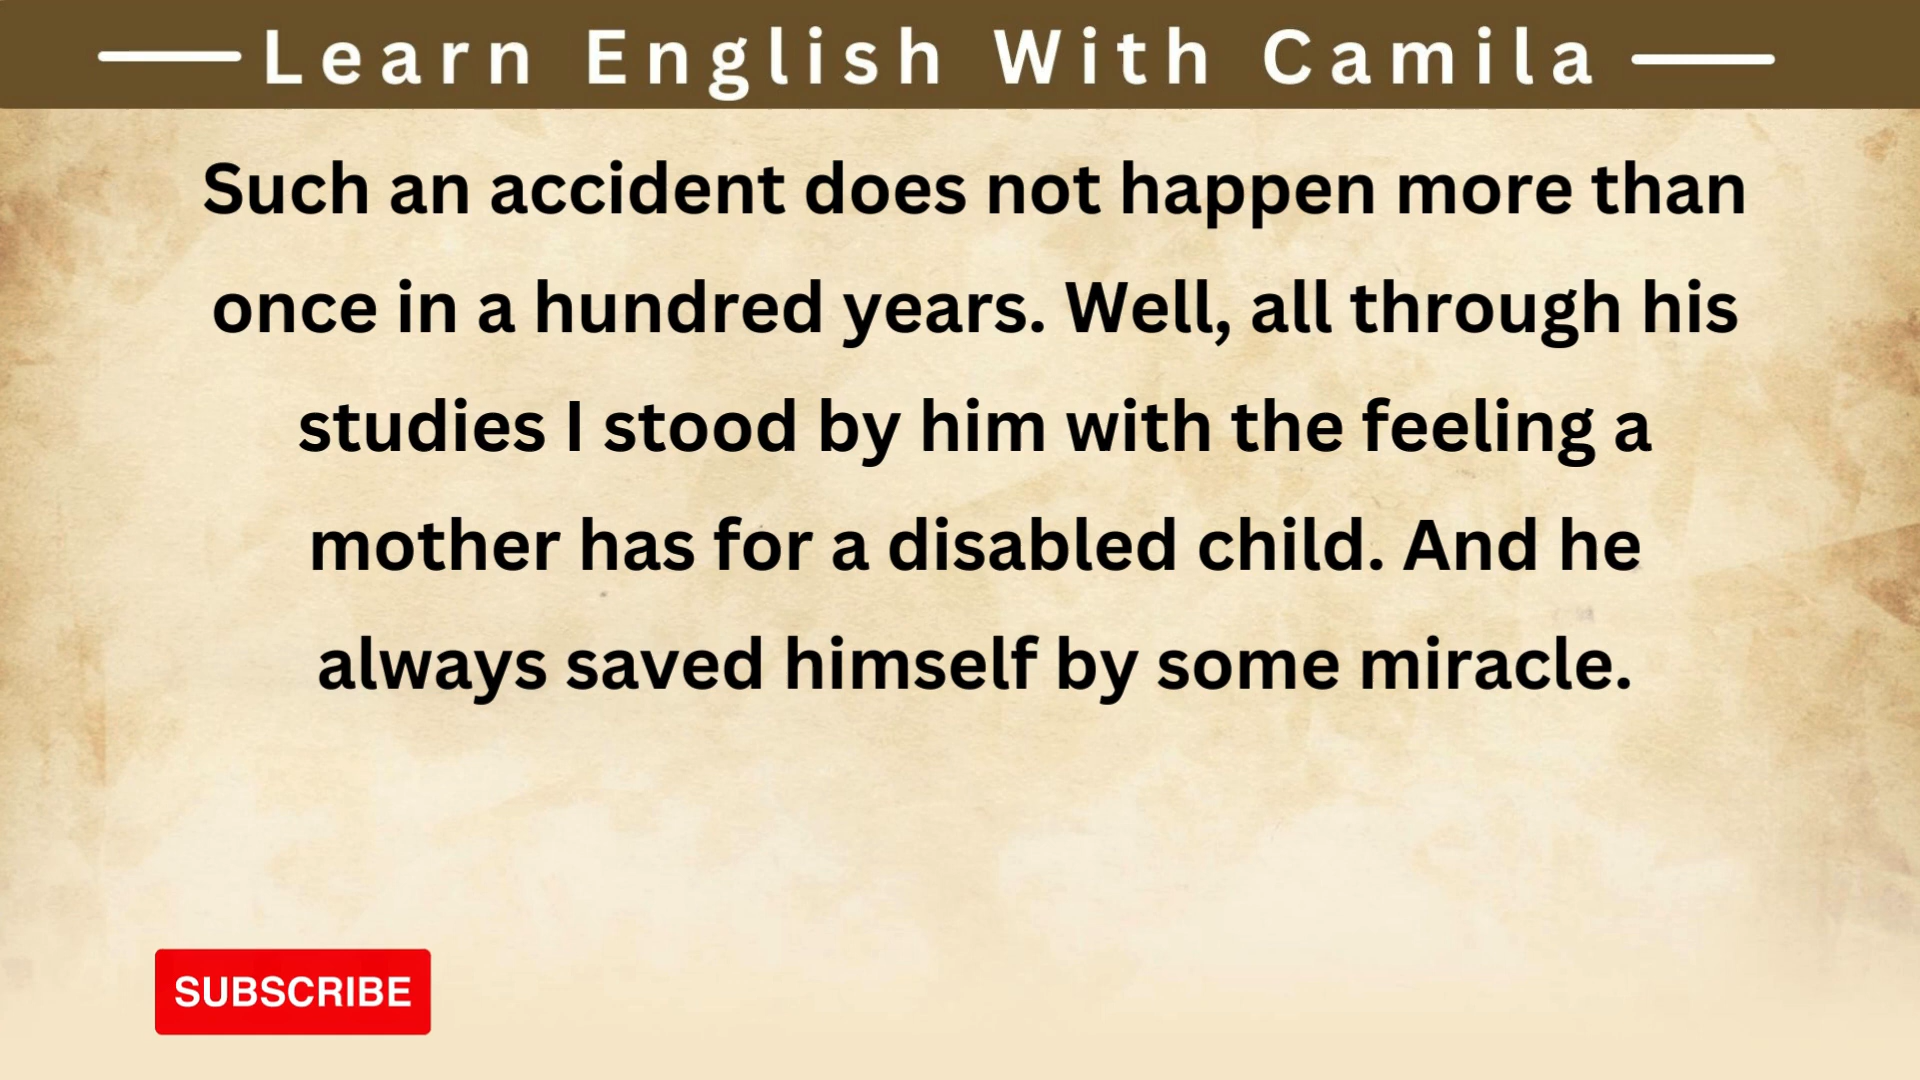 Learn English With Camila
Such an accident does not happen more than
once in a hundred years. Well, all through his
studies I stood by him with the feeling a
mother has for a disabled child. And he
always saved himself by some miracle.
SUBSCRIBE